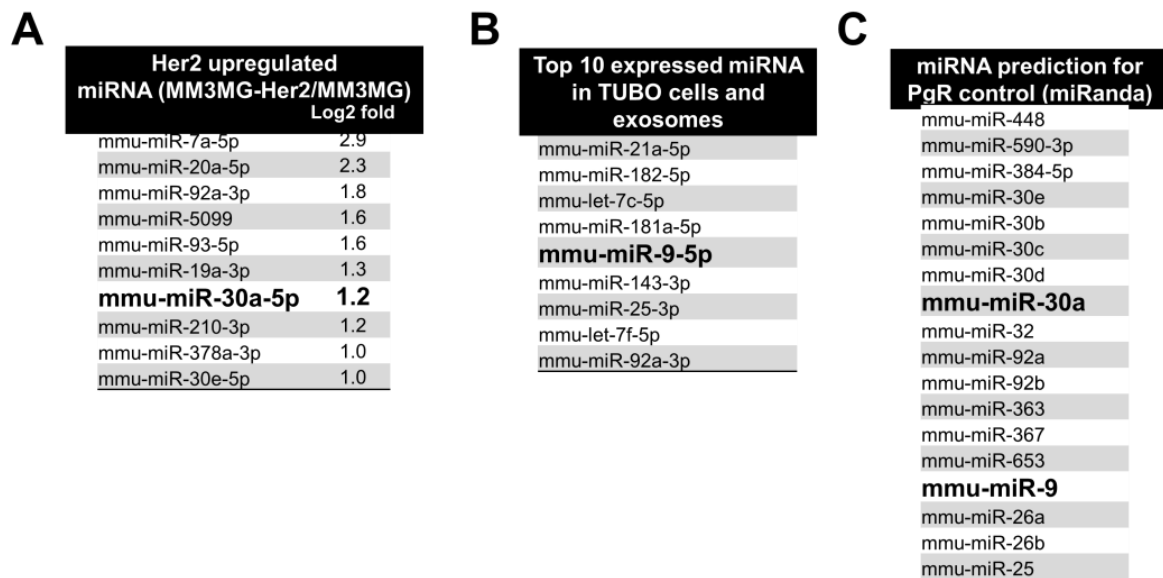 A
Her2 upregulated
miRNA (MM3MG-Her2/MM3MG)
Log2 fold
mmu-miR-7a-5p 2.9
mmu-miR-20a-5p 2.3
mmu-miR-92a-3p 1.8
mmu-miR-5099 1.6
mmu-miR-93-5p 1.6
mmu-miR-19a-3p 1.3
mmu-miR-30a-5p 1.2
mmu-miR-210-3p 1.2
mmu-miR-378a-3p 1.0
mmu-miR-30e-5p 1.0
B
Top 10 expressed miRNA
in TUBO cells and
exosomes
mmu-miR-21a-5p
mmu-miR-182-5p
mmu-let-7c-5p
mmu-miR-181a-5p
mmu-miR-9-5p
mmu-miR-143-3p
mmu-miR-25-3p
mmu-let-7f-5p
mmu-miR-92a-3p
C
miRNA prediction for
PgR control (miRanda)
mmu-miR-448
mmu-miR-590-3p
mmu-miR-384-5p
mmu-miR-30e
mmu-miR-30b
mmu-miR-30c
mmu-miR-30d
mmu-miR-30a
mmu-miR-32
mmu-miR-92a
mmu-miR-92b
mmu-miR-363
mmu-miR-367
mmu-miR-653
mmu-miR-9
mmu-miR-26a
mmu-miR-26b
mmu-miR-25